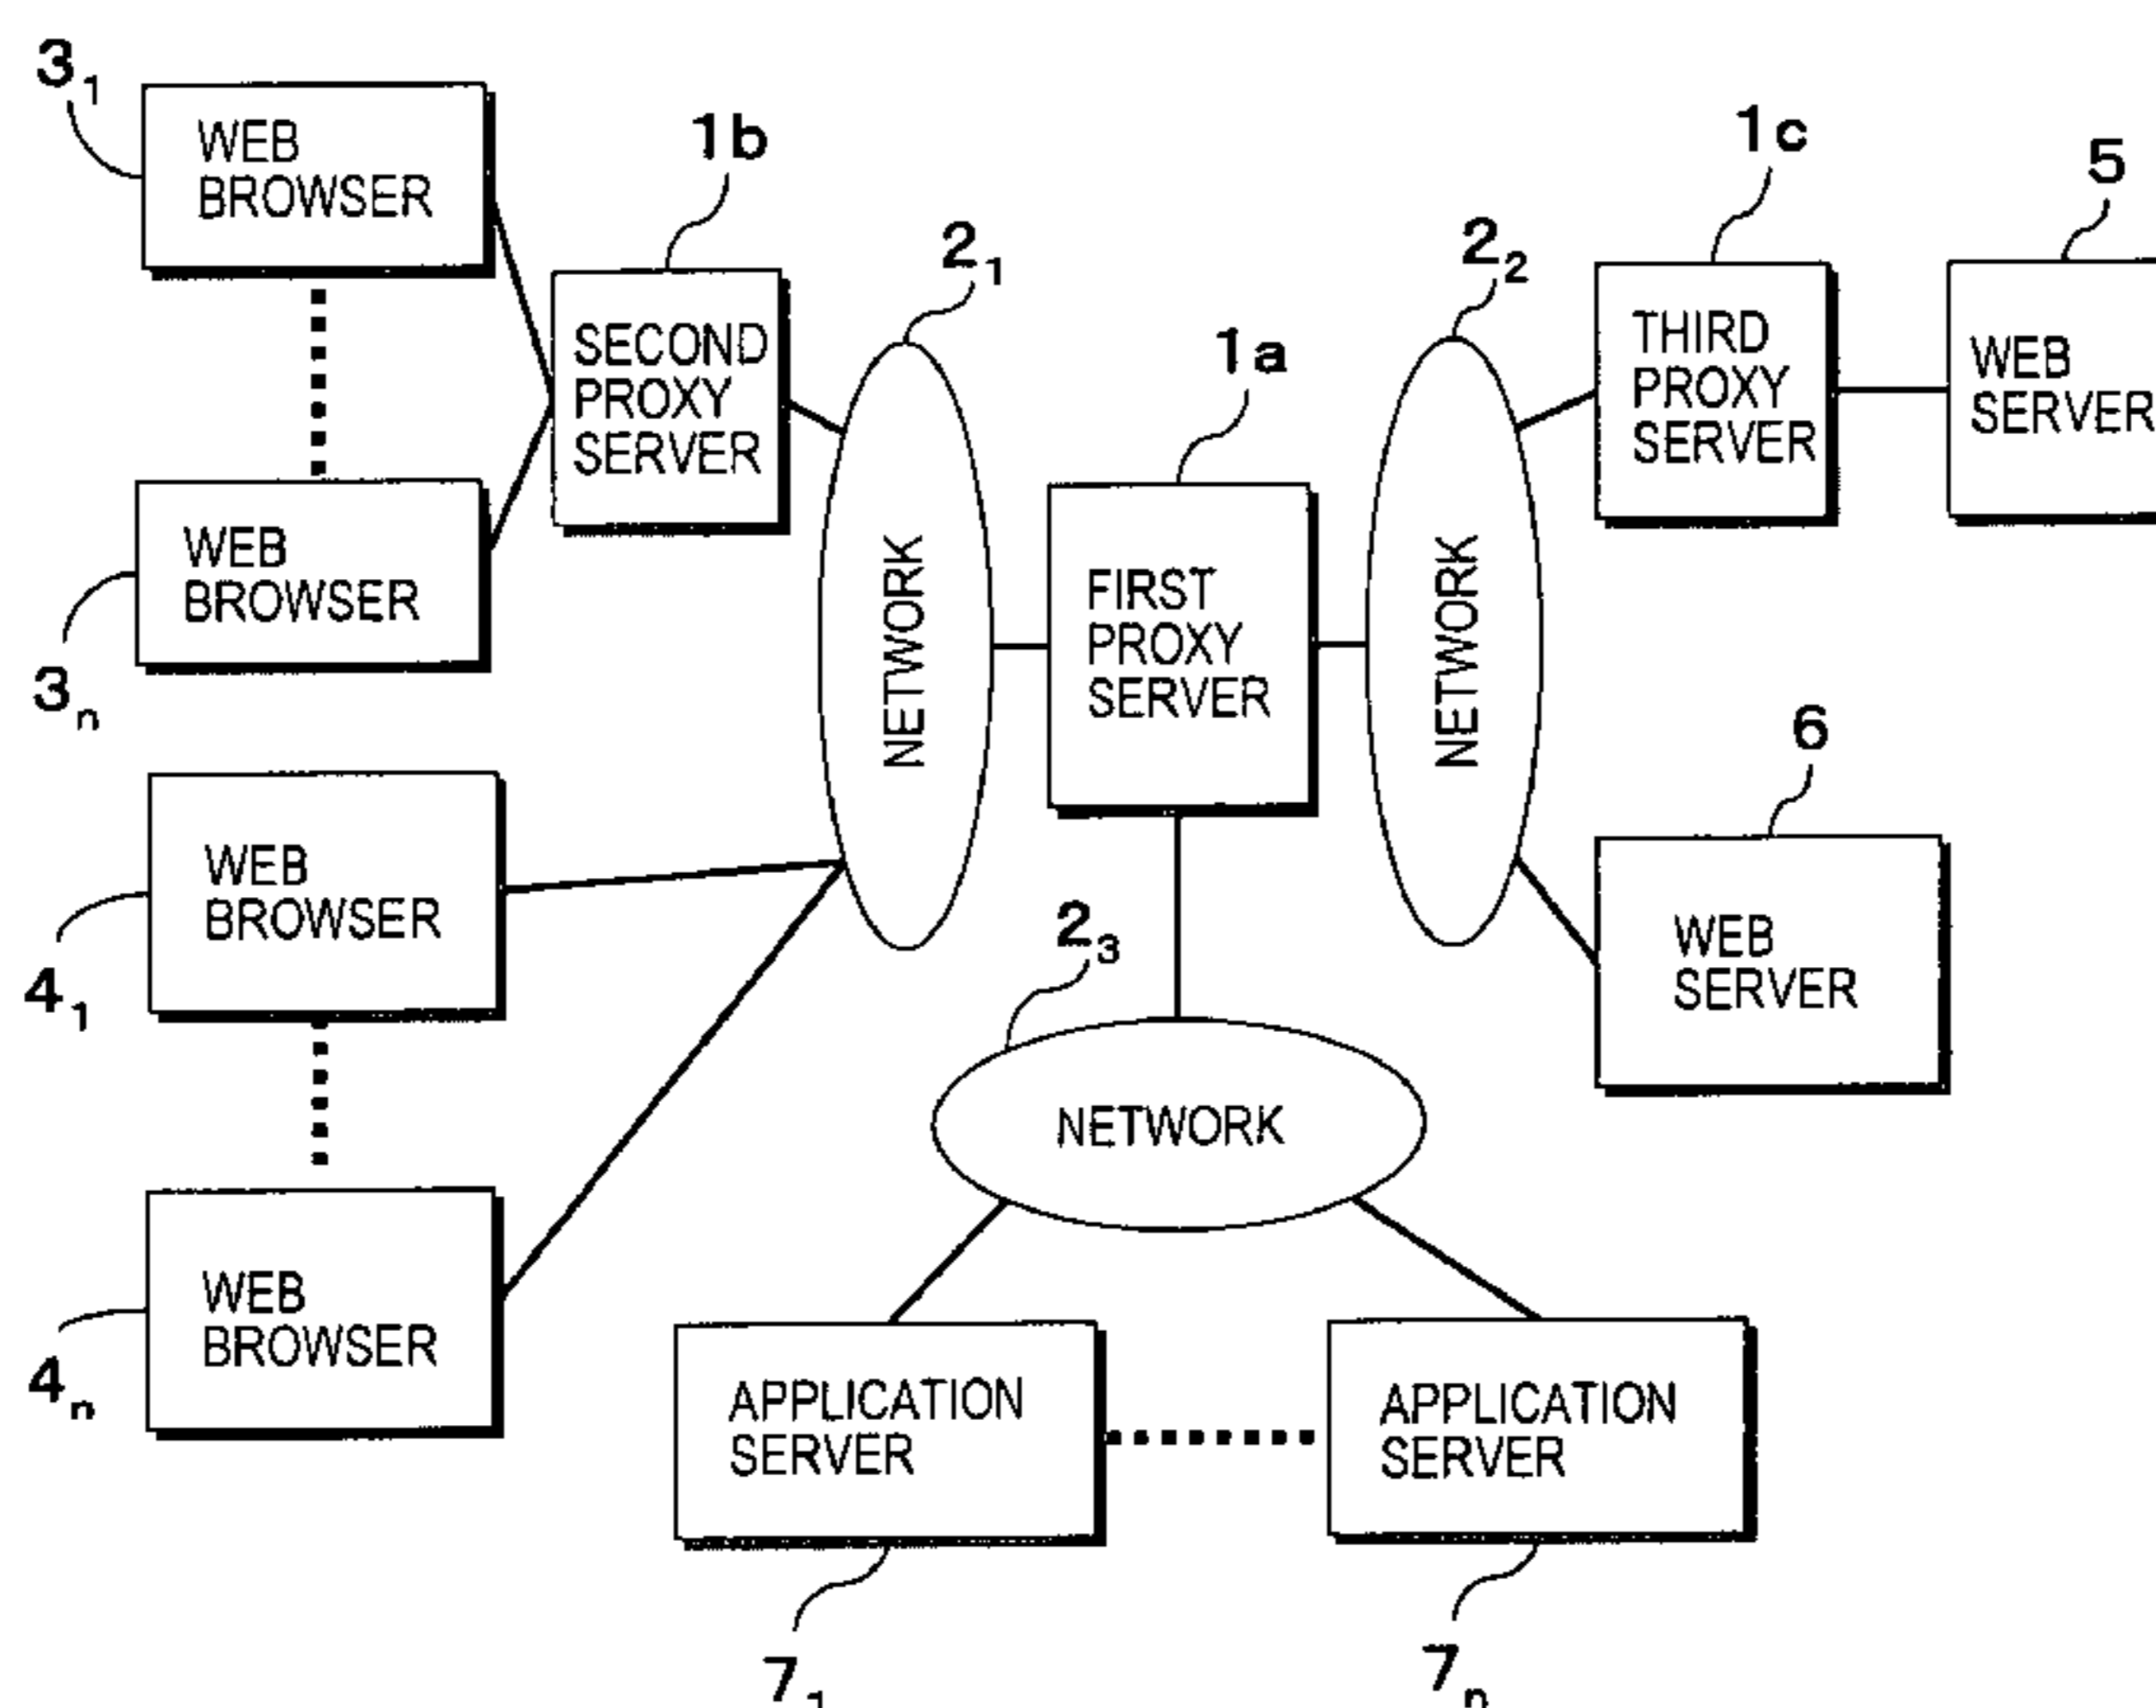 3₁
WEB
BROWSER
1b
SECOND
PROXY
SERVER
3ₙ
WEB
BROWSER
2₁
NETWORK
1a
FIRST
PROXY
SERVER
2₂
NETWORK
1c
THIRD
PROXY
SERVER
5
WEB
SERVER
6
WEB
SERVER
4₁
WEB
BROWSER
4ₙ
WEB
BROWSER
2₃
NETWORK
APPLICATION
SERVER
7₁
APPLICATION
SERVER
7ₙ